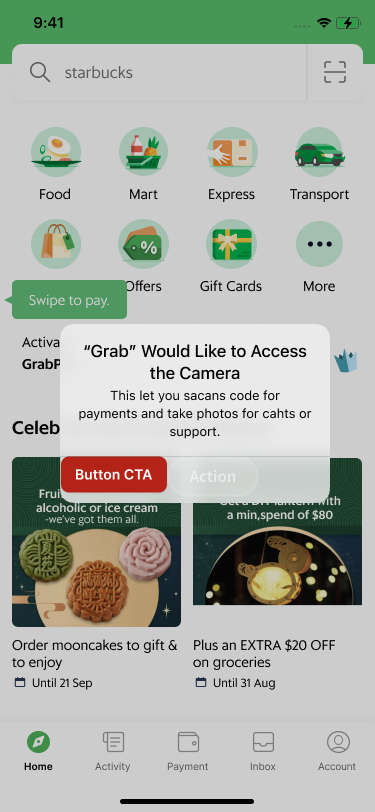 9:41
starbucks
Food
Mart
Express
Transport
Offers
Gift Cards
More
Swipe to pay.
Activa
GrabP
“Grab” Would Like to Access
the Camera
This let you sacans code for
payments and take photos for cahts or
support.
Button CTA
Action
Celeb
Frui
alcoholic or ice cream
-we've got them all.
Get a DIY lantern with
a min,spend of $80
Order mooncakes to gift &
to enjoy
Until 21 Sep
Plus an EXTRA $20 OFF
on groceries
Until 31 Aug
Home
Activity
Payment
Inbox
Account